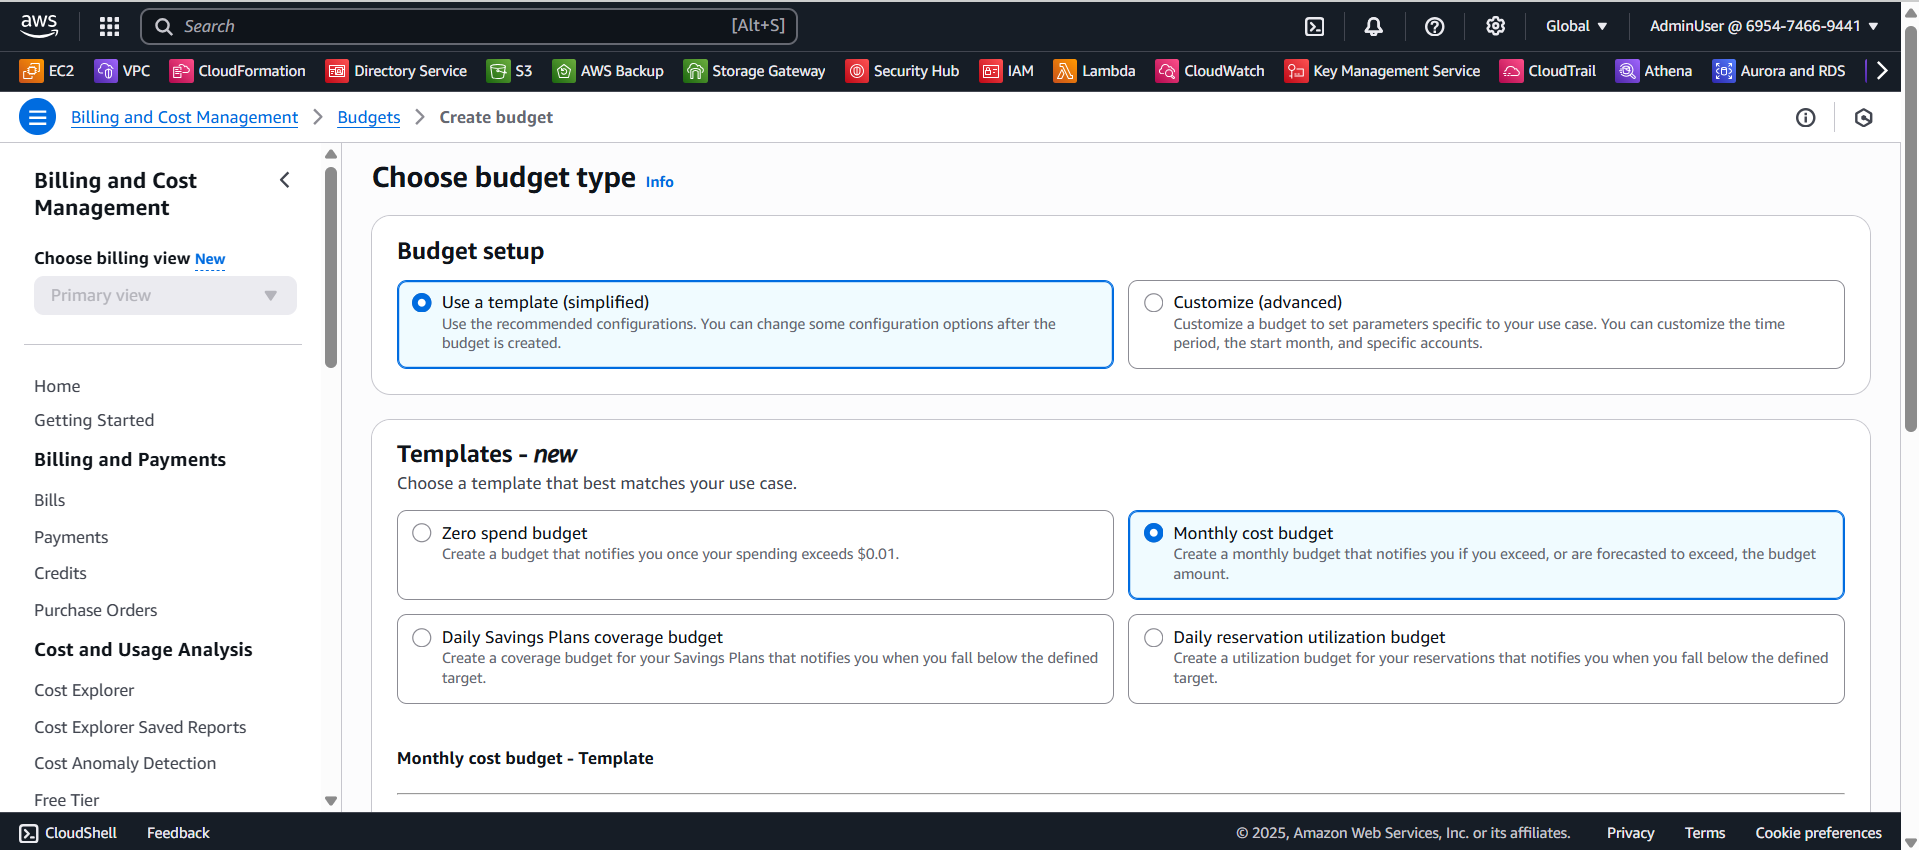 aws
Search
[Alt+S]
Global
AdminUser @ 6954-7466-9441
EC2
VPC
CloudFormation
Directory Service
S3
AWS Backup
Storage Gateway
Security Hub
IAM
Lambda
CloudWatch
Key Management Service
CloudTrail
Athena
Aurora and RDS
Billing and Cost Management
Budgets
Create budget
Billing and Cost
Management
Choose billing view New
Primary view
Home
Getting Started
Billing and Payments
Bills
Payments
Credits
Purchase Orders
Cost and Usage Analysis
Cost Explorer
Cost Explorer Saved Reports
Cost Anomaly Detection
Free Tier
Choose budget type Info
Budget setup
Use a template (simplified)
Use the recommended configurations. You can change some configuration options after the
budget is created.
Customize (advanced)
Customize a budget to set parameters specific to your use case. You can customize the time
period, the start month, and specific accounts.
Templates - new
Choose a template that best matches your use case.
Zero spend budget
Create a budget that notifies you once your spending exceeds $0.01.
Monthly cost budget
Create a monthly budget that notifies you if you exceed, or are forecasted to exceed, the budget
amount.
Daily Savings Plans coverage budget
Create a coverage budget for your Savings Plans that notifies you when you fall below the defined
target.
Daily reservation utilization budget
Create a utilization budget for your reservations that notifies you when you fall below the defined
target.
Monthly cost budget - Template
CloudShell
Feedback
© 2025, Amazon Web Services, Inc. or its affiliates.
Privacy
Terms
Cookie preferences